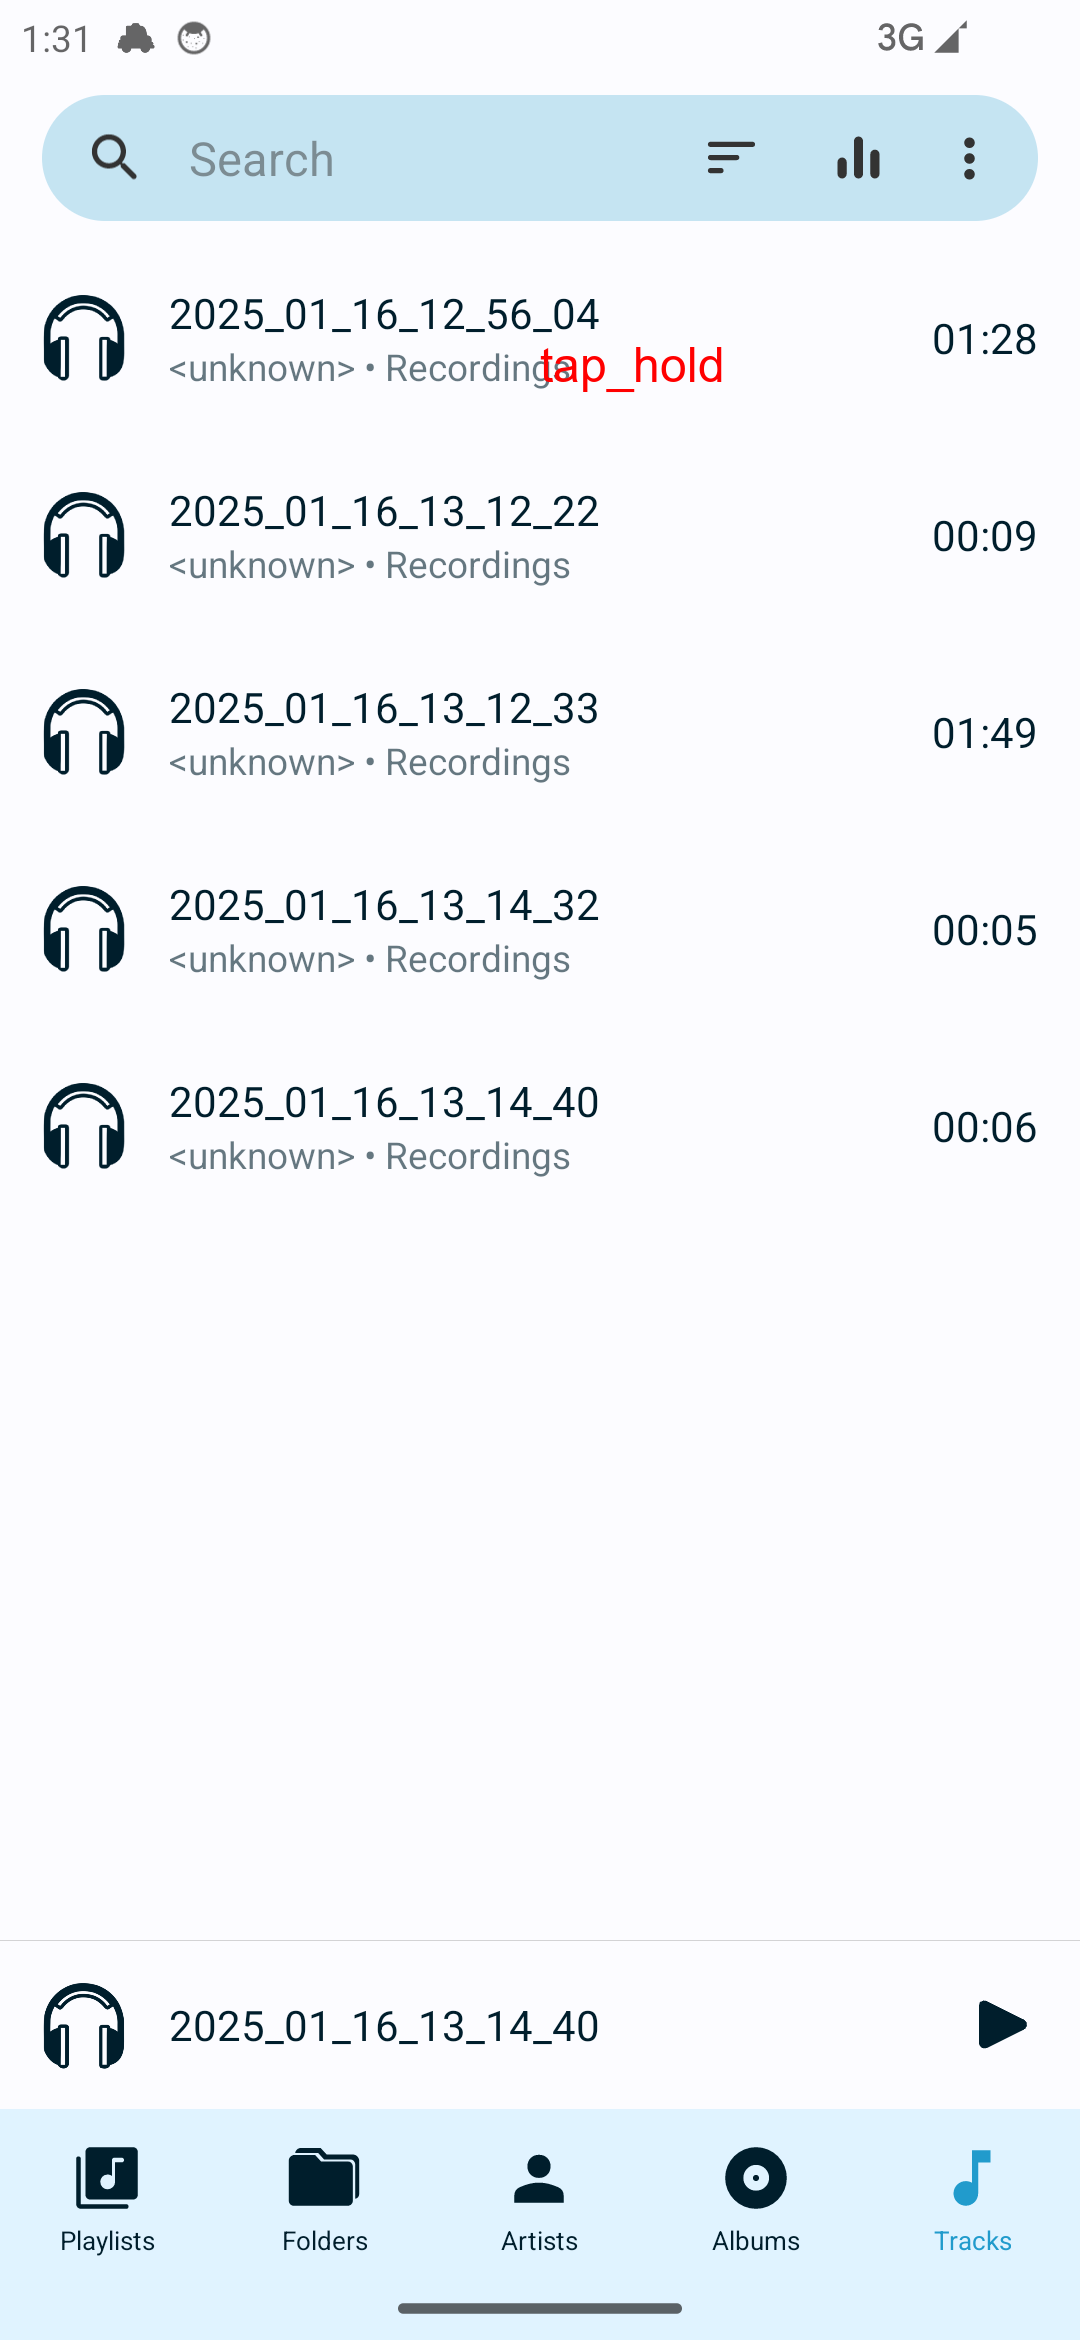 1:31
3G
Search
2025_01_16_12_56_04
<unknown> • Recordings
tap_hold
01:28
2025_01_16_13_12_22
<unknown> • Recordings
00:09
2025_01_16_13_12_33
<unknown> • Recordings
01:49
2025_01_16_13_14_32
<unknown> • Recordings
00:05
2025_01_16_13_14_40
<unknown> • Recordings
00:06
2025_01_16_13_14_40
Playlists
Folders
Artists
Albums
Tracks